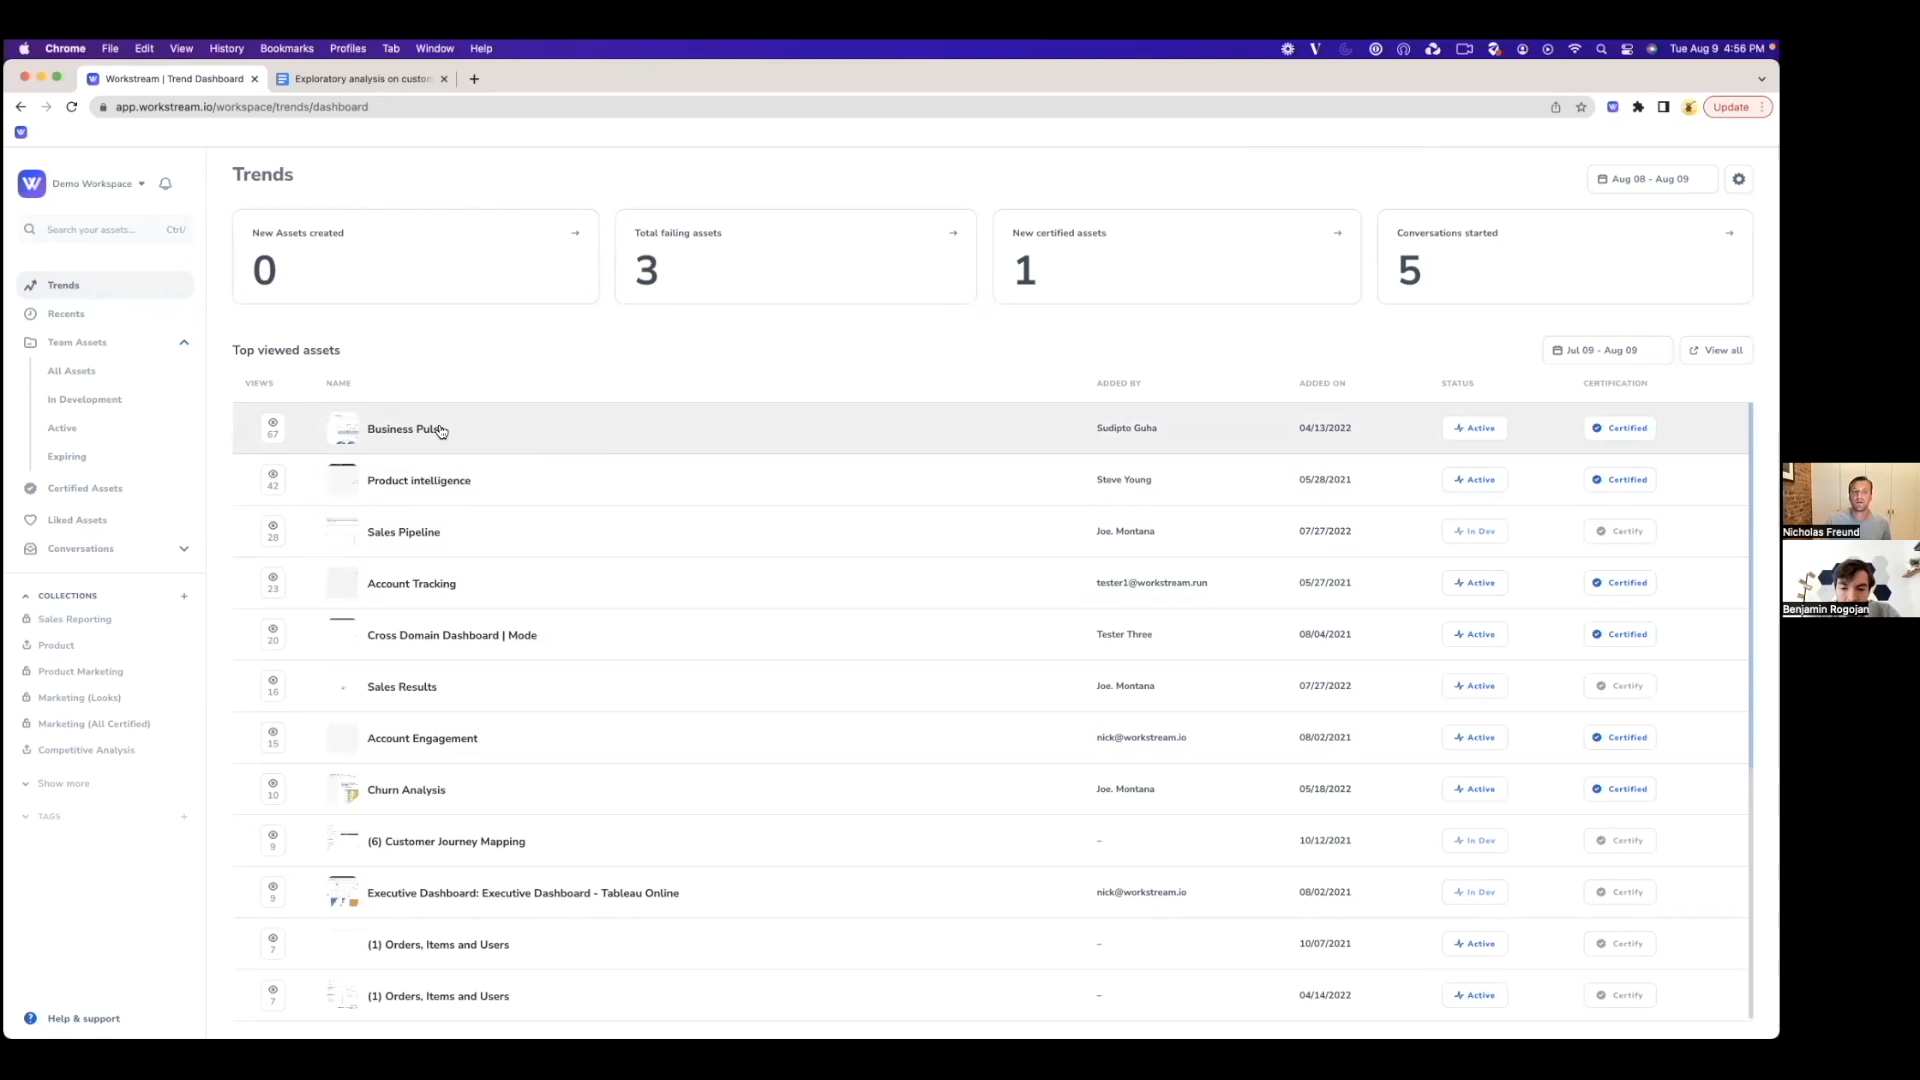 Chrome File Edit View History Bookmarks Profiles Tab Window Help Tue Aug 9 4:56 PM
Workstream | Trend Dashboard Exploratory analysis on custom
app.workstream.io/workspace/trends/dashboard Update
Demo Workspace
Search your assets... Ctrl/
Trends
Recents
Team Assets
All Assets
In Development
Active
Expiring
Certified Assets
Liked Assets
Conversations
COLLECTIONS
Sales Reporting
Product
Product Marketing
Marketing (Looks)
Marketing (All Certified)
Competitive Analysis
Show more
TAGS
Help & support
Trends
Aug 08 - Aug 09
New Assets created
0
Total failing assets
3
New certified assets
1
Conversations started
5
Top viewed assets
Jul 09 - Aug 09 View all
VIEWS NAME ADDED BY ADDED ON STATUS CERTIFICATION
67 Business Pulse Sudipto Guha 04/13/2022 Active Certified
42 Product intelligence Steve Young 05/28/2021 Active Certified
28 Sales Pipeline Joe. Montana 07/27/2022 In Dev Certify
23 Account Tracking tester1@workstream.run 05/27/2021 Active Certified
20 Cross Domain Dashboard | Mode Tester Three 08/04/2021 Active Certified
16 Sales Results Joe. Montana 07/27/2022 Active Certify
15 Account Engagement nick@workstream.io 08/02/2021 Active Certified
10 Churn Analysis Joe. Montana 05/18/2022 Active Certified
9 (6) Customer Journey Mapping - 10/12/2021 In Dev Certify
9 Executive Dashboard: Executive Dashboard - Tableau Online nick@workstream.io 08/02/2021 In Dev Certify
7 (1) Orders, Items and Users - 10/07/2021 Active Certify
7 (1) Orders, Items and Users - 04/14/2022 Active Certify
Nicholas Freund
Benjamin Rogojan